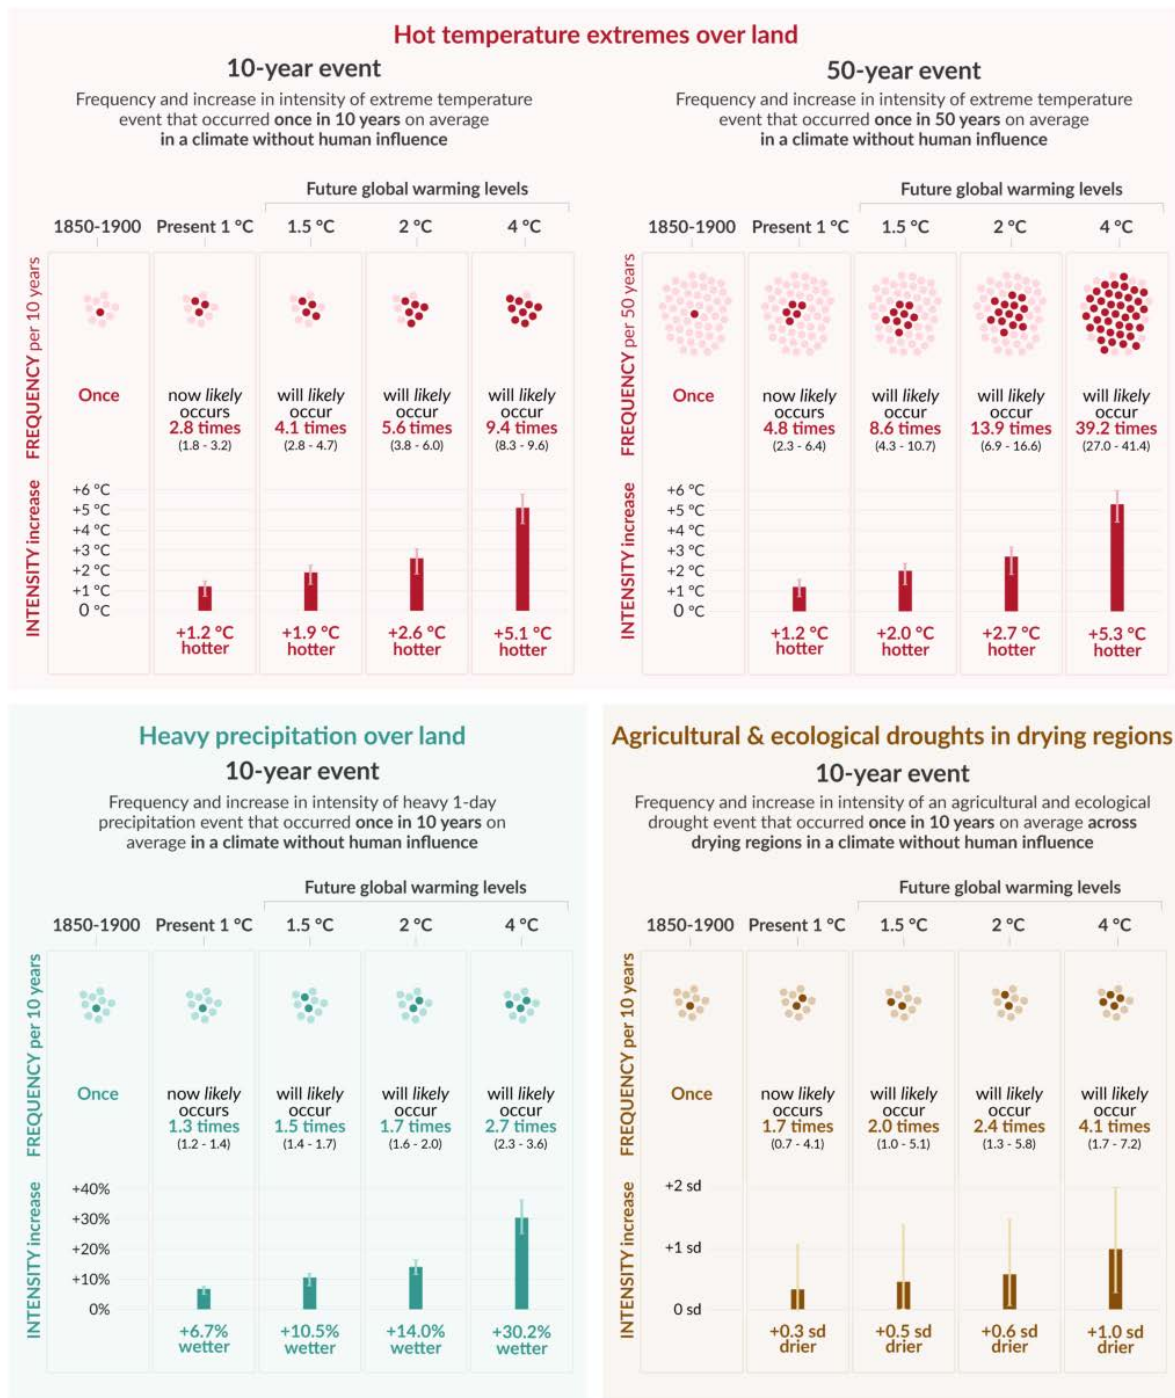 Hot temperature extremes over land
10-year event
Frequency and increase in intensity of extreme temperature
event that occurred once in 10 years on average
in a climate without human influence
Future global warming levels
1850-1900 Present 1 °C 1.5 °C 2 °C 4 °C
FREQUENCY per 10 years
Once
now likely
occurs
2.8 times
(1.8 - 3.2)
will likely
occur
4.1 times
(2.8 - 4.7)
will likely
occur
5.6 times
(3.8 - 6.0)
will likely
occur
9.4 times
(8.3 - 9.6)
INTENSITY increase
+6 °C
+5 °C
+4 °C
+3 °C
+2 °C
+1 °C
0 °C
+1.2 °C
hotter
+1.9 °C
hotter
+2.6 °C
hotter
+5.1 °C
hotter
50-year event
Frequency and increase in intensity of extreme temperature
event that occurred once in 50 years on average
in a climate without human influence
Future global warming levels
1850-1900 Present 1 °C 1.5 °C 2 °C 4 °C
FREQUENCY per 50 years
Once
now likely
occurs
4.8 times
(2.3 - 6.4)
will likely
occur
8.6 times
(4.3 - 10.7)
will likely
occur
13.9 times
(6.9 - 16.6)
will likely
occur
39.2 times
(27.0 - 41.4)
INTENSITY increase
+6 °C
+5 °C
+4 °C
+3 °C
+2 °C
+1 °C
0 °C
+1.2 °C
hotter
+2.0 °C
hotter
+2.7 °C
hotter
+5.3 °C
hotter
Heavy precipitation over land
10-year event
Frequency and increase in intensity of heavy 1-day
precipitation event that occurred once in 10 years on
average in a climate without human influence
Future global warming levels
1850-1900 Present 1 °C 1.5 °C 2 °C 4 °C
FREQUENCY per 10 years
Once
now likely
occurs
1.3 times
(1.2 - 1.4)
will likely
occur
1.5 times
(1.4 - 1.7)
will likely
occur
1.7 times
(1.6 - 2.0)
will likely
occur
2.7 times
(2.3 - 3.6)
INTENSITY increase
+40%
+30%
+20%
+10%
0%
+6.7%
wetter
+10.5%
wetter
+14.0%
wetter
+30.2%
wetter
Agricultural & ecological droughts in drying regions
10-year event
Frequency and increase in intensity of an agricultural and ecological
drought event that occurred once in 10 years on average across
drying regions in a climate without human influence
Future global warming levels
1850-1900 Present 1 °C 1.5 °C 2 °C 4 °C
FREQUENCY per 10 years
Once
now likely
occurs
1.7 times
(0.7 - 4.1)
will likely
occur
2.0 times
(1.0 - 5.1)
will likely
occur
2.4 times
(1.3 - 5.8)
will likely
occur
4.1 times
(1.7 - 7.2)
INTENSITY increase
+2 sd
+1 sd
0 sd
+0.3 sd
drier
+0.5 sd
drier
+0.6 sd
drier
+1.0 sd
drier